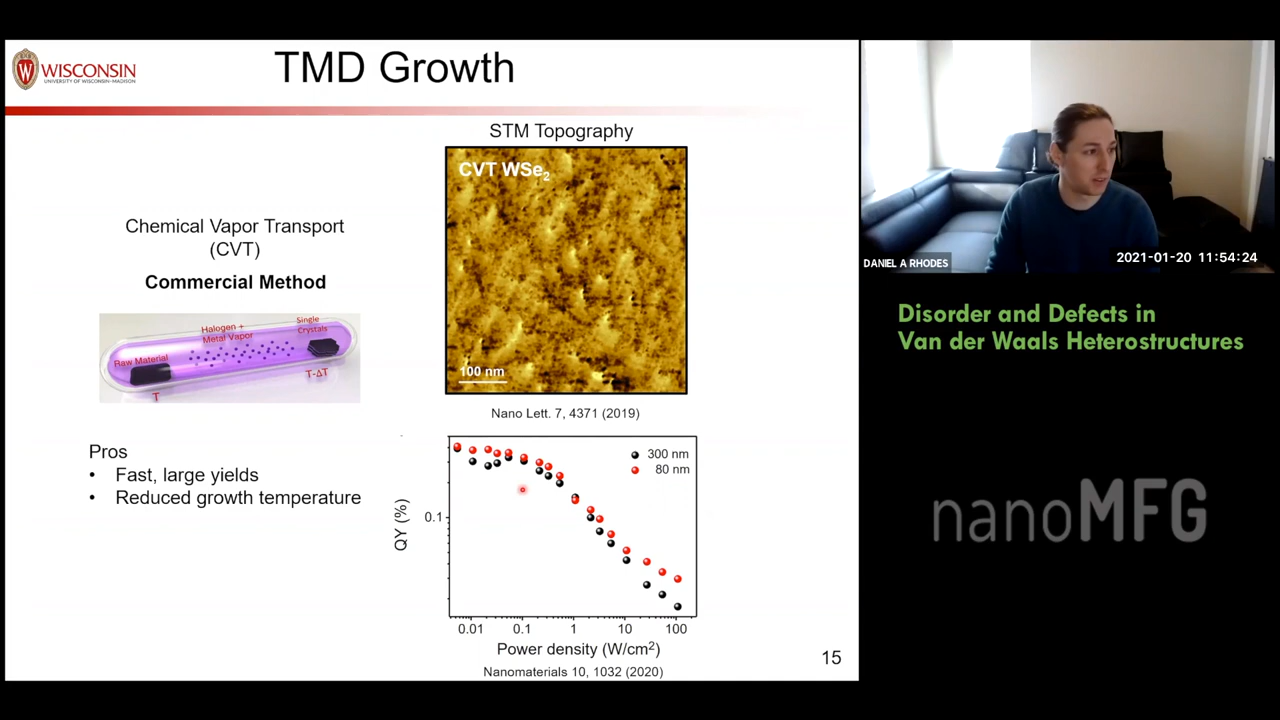 WISCONSIN
UNIVERSITY OF WISCONSIN-MADISON
TMD Growth
Chemical Vapor Transport
(CVT)
Commercial Method
Raw Material
Halogen +
Metal Vapor
Single
Crystals
T
T-ΔT
Pros
• Fast, large yields
• Reduced growth temperature
STM Topography
CVT WSe₂
100 nm
Nano Lett. 7, 4371 (2019)
300 nm
80 nm
QY (%)
0.1
0.01 0.1 1 10 100
Power density (W/cm²)
Nanomaterials 10, 1032 (2020)
15
DANIEL A RHODES
2021-01-20 11:54:24
Disorder and Defects in
Van der Waals Heterostructures
nanoMFG